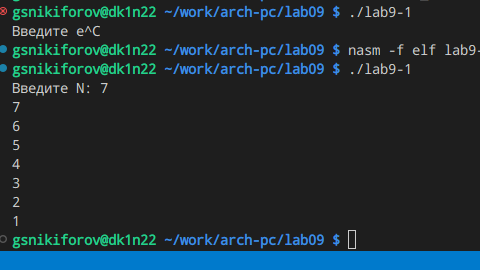 gsnikiforov@dk1n22 ~/work/arch-pc/lab09 $ ./lab9-1
Введите e^C
gsnikiforov@dk1n22 ~/work/arch-pc/lab09 $ nasm -f elf lab9-
gsnikiforov@dk1n22 ~/work/arch-pc/lab09 $ ./lab9-1
Введите N: 7
7
6
5
4
3
2
1
gsnikiforov@dk1n22 ~/work/arch-pc/lab09 $